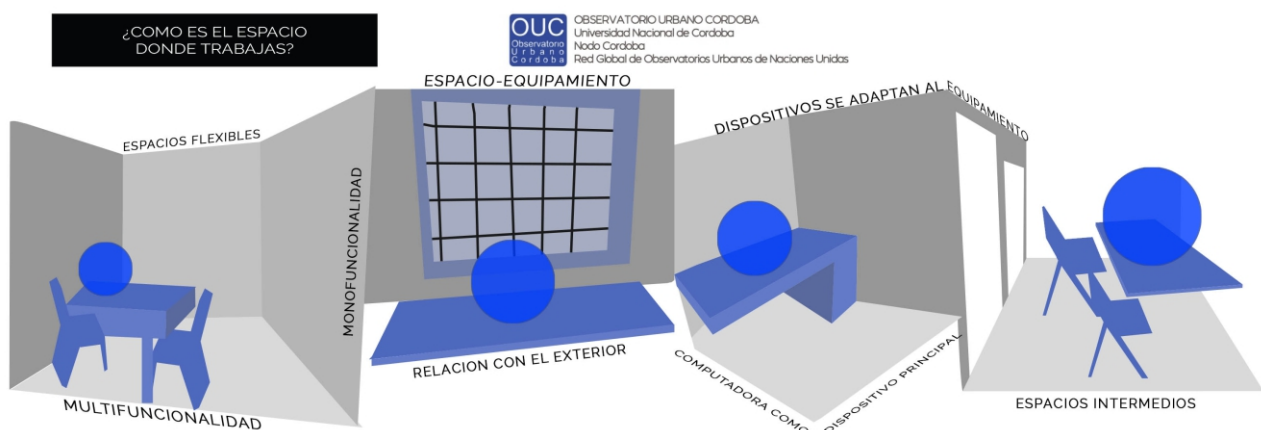 ¿COMO ES EL ESPACIO
DONDE TRABAJAS?
OUC
Observatorio
Urbano
Cordoba
OBSERVATORIO URBANO CORDOBA
Universidad Nacional de Cordoba
Nodo Cordoba
Red Global de Observatorios Urbanos de Naciones Unidas
ESPACIOS FLEXIBLES
MULTIFUNCIONALIDAD
MONOFUNCIONALIDAD
ESPACIO-EQUIPAMIENTO
RELACION CON EL EXTERIOR
DISPOSITIVOS SE ADAPTAN AL EQUIPAMIENTO
COMPUTADORA COMO
DISPOSITIVO PRINCIPAL
ESPACIOS INTERMEDIOS